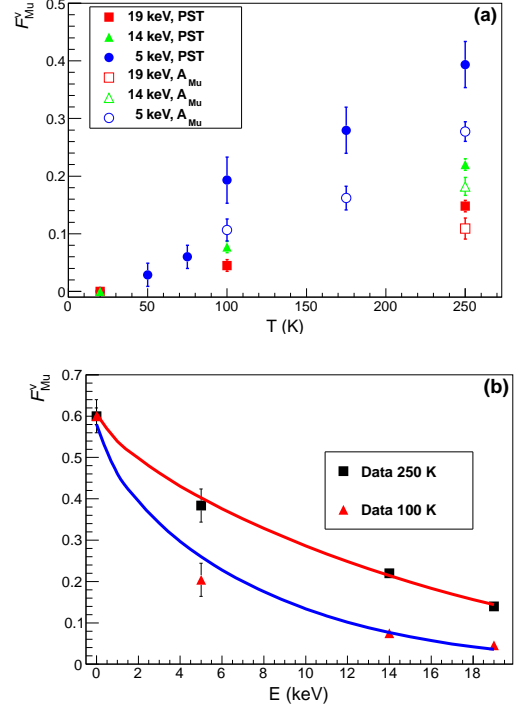 F^v_Mu
(a)
19 keV, PST
14 keV, PST
5 keV, PST
19 keV, A_Mu
14 keV, A_Mu
5 keV, A_Mu
0.4
0.3
0.2
0.1
0
0 50 100 150 200 250
T (K)
F^v_Mu
(b)
0.7
0.6
0.5
0.4
0.3
0.2
0.1
0
Data 250 K
Data 100 K
0 2 4 6 8 10 12 14 16 18
E (keV)